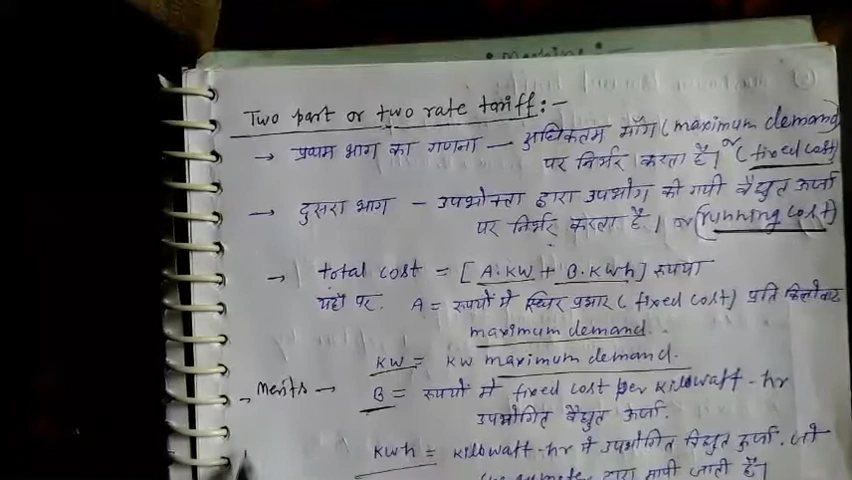 : Machine : -
Two part or two rate tariff : -
→ प्रथम भाग का गणना — अधिकतम माँग (maximum demand)
पर निर्भर करता है। or (fixed cost)
→ दुसरा भाग - उपभोक्ता द्वारा उपभोग की गयी वैद्युत ऊर्जा
पर निर्भर करता है। or (running cost)
→ total cost = [A.KW + B.KWh] रुपया
यहाँ पर. A = रुपयों में स्थिर प्रभार (fixed cost) प्रति किलोवाट
maximum demand.
KW = KW maximum demand.
, Merits → B = रुपयों में fixed cost per kilowatt-hr
उपभोगित वैद्युत ऊर्जा.
KWh = kilowatt-hr में उपभोगित विद्युत ऊर्जा. जो
द्वारा मापी जाती है।